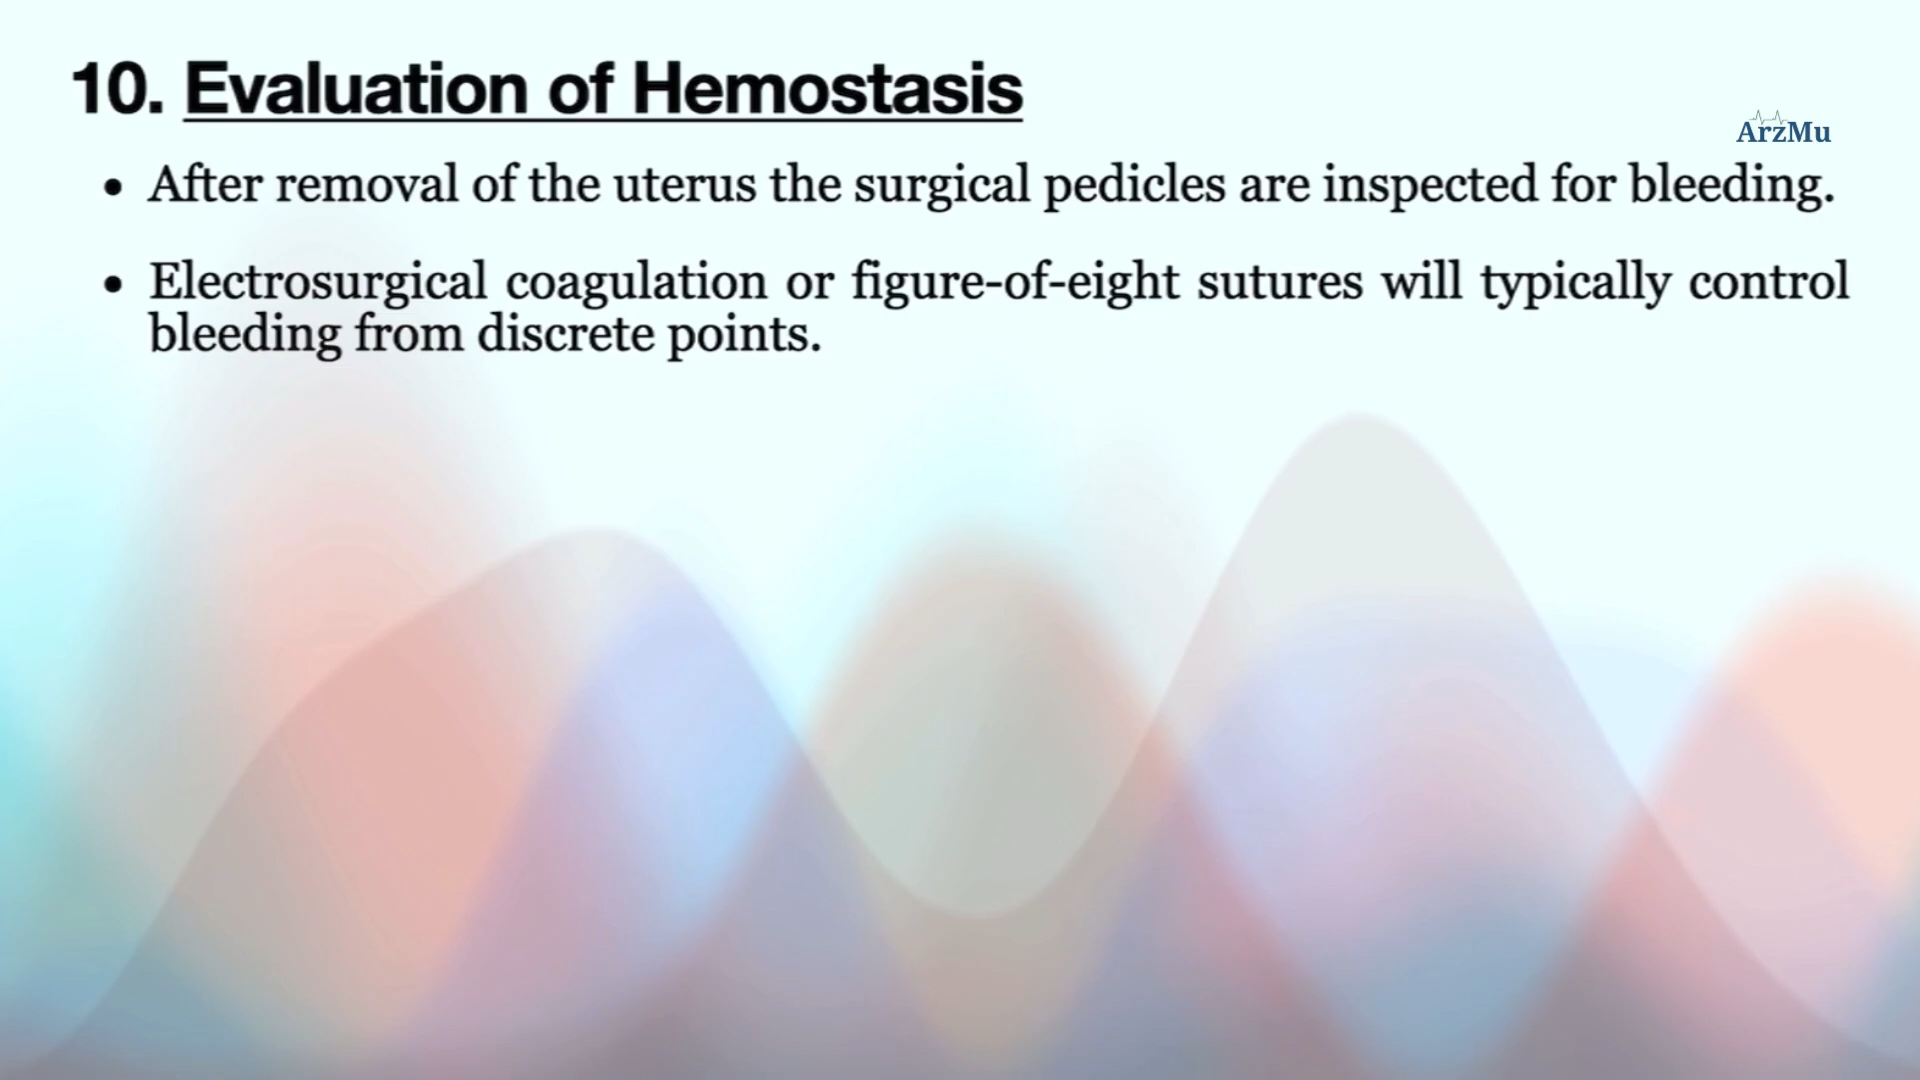 10. Evaluation of Hemostasis
ArzMu
• After removal of the uterus the surgical pedicles are inspected for bleeding.
• Electrosurgical coagulation or figure-of-eight sutures will typically control
bleeding from discrete points.